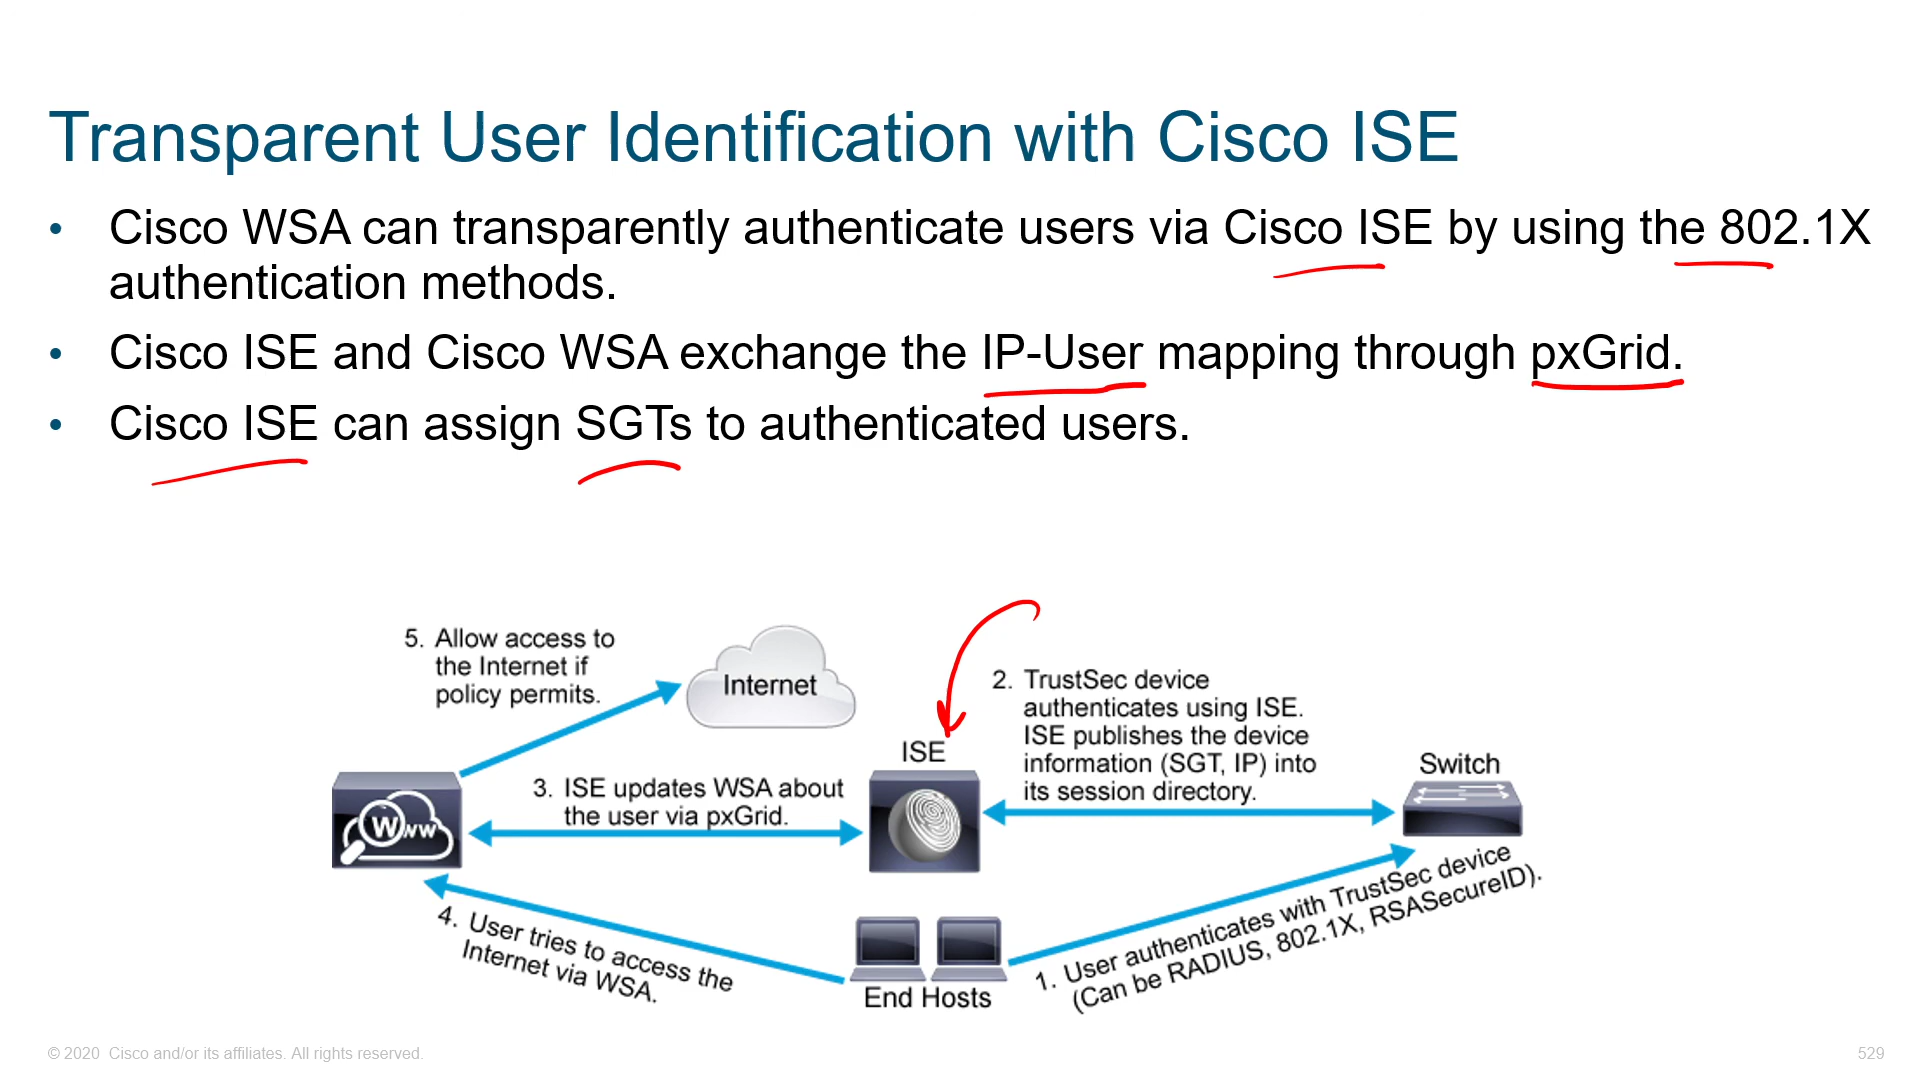 Transparent User Identification with Cisco ISE
• Cisco WSA can transparently authenticate users via Cisco ISE by using the 802.1X
authentication methods.
• Cisco ISE and Cisco WSA exchange the IP-User mapping through pxGrid.
• Cisco ISE can assign SGTs to authenticated users.
5. Allow access to
the Internet if
policy permits.
Internet
2. TrustSec device
authenticates using ISE.
ISE publishes the device
information (SGT, IP) into
its session directory.
ISE
Switch
3. ISE updates WSA about
the user via pxGrid.
WWW
4. User tries to access the
Internet via WSA.
End Hosts
1. User authenticates with TrustSec device
(Can be RADIUS, 802.1X, RSASecureID).
© 2020 Cisco and/or its affiliates. All rights reserved.
529